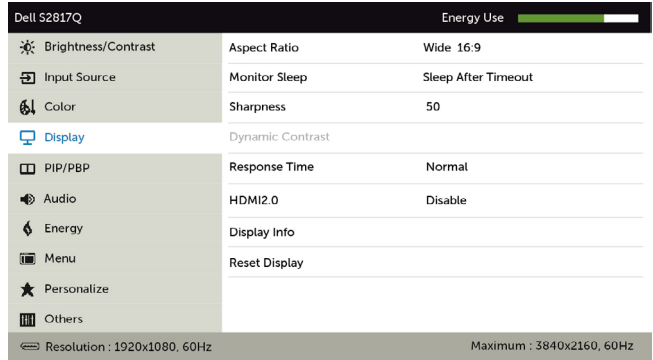 Dell S2817Q Energy Use
Brightness/Contrast Aspect Ratio Wide 16:9
Input Source Monitor Sleep Sleep After Timeout
Color Sharpness 50
Display Dynamic Contrast
PIP/PBP Response Time Normal
Audio HDMI2.0 Disable
Energy Display Info
Menu Reset Display
Personalize
Others
Resolution : 1920x1080, 60Hz Maximum : 3840x2160, 60Hz